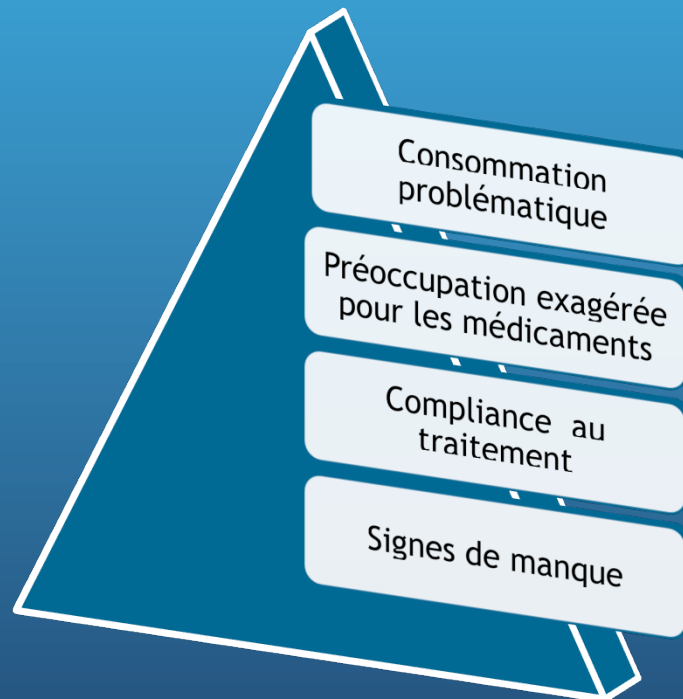 Consommation
problématique
Préoccupation exagérée
pour les médicaments
Compliance au
traitement
Signes de manque